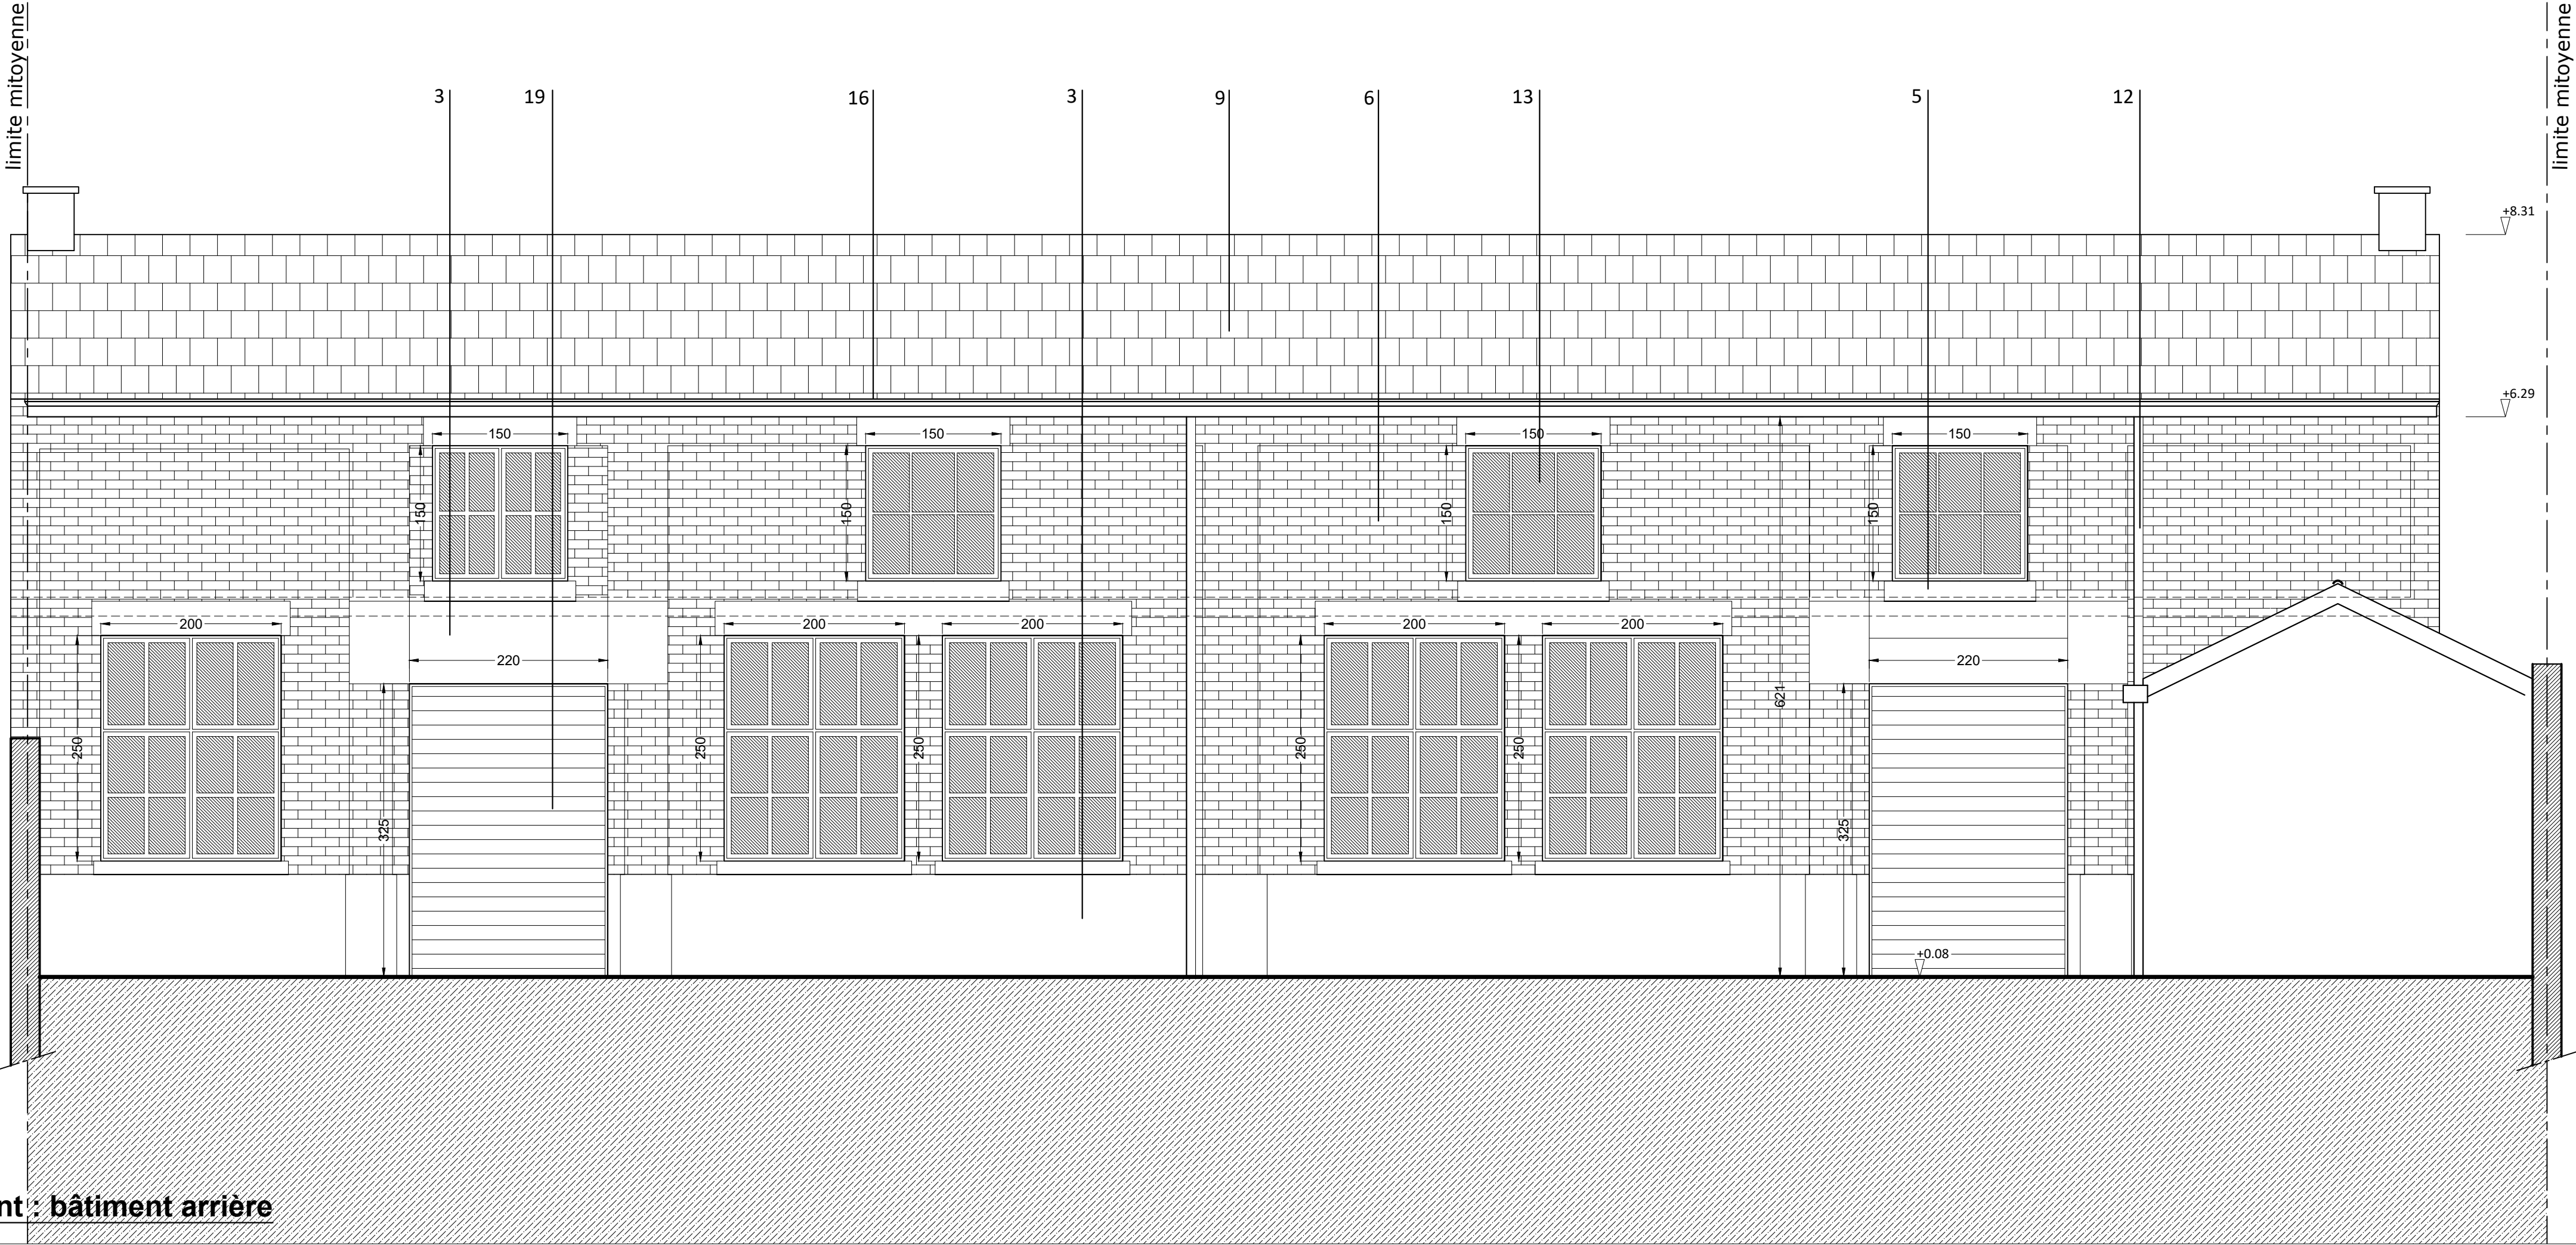 limite mitoyenne
limite mitoyenne
3 19 16 3 9 6 13 5 12
+8.31
+6.29
150 150 150 150
150 150 150 150
200 200 200 200 200
220 220
621
250 250 250 250 250
325 325
+0.08
nt : bâtiment arrière